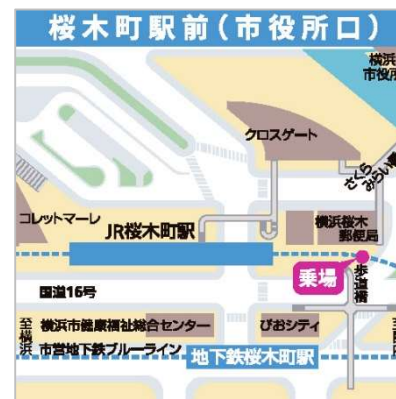 桜木町駅前（市役所口）
横浜
市役所
クロスゲート
さくら
みらい
コレットマーレ
JR桜木町駅
横浜桜木
郵便局
乗場
歩道橋
国道16号
至横浜
横浜市健康福祉総合センター
ぴおシティ
市営地下鉄ブルーライン
地下鉄桜木町駅